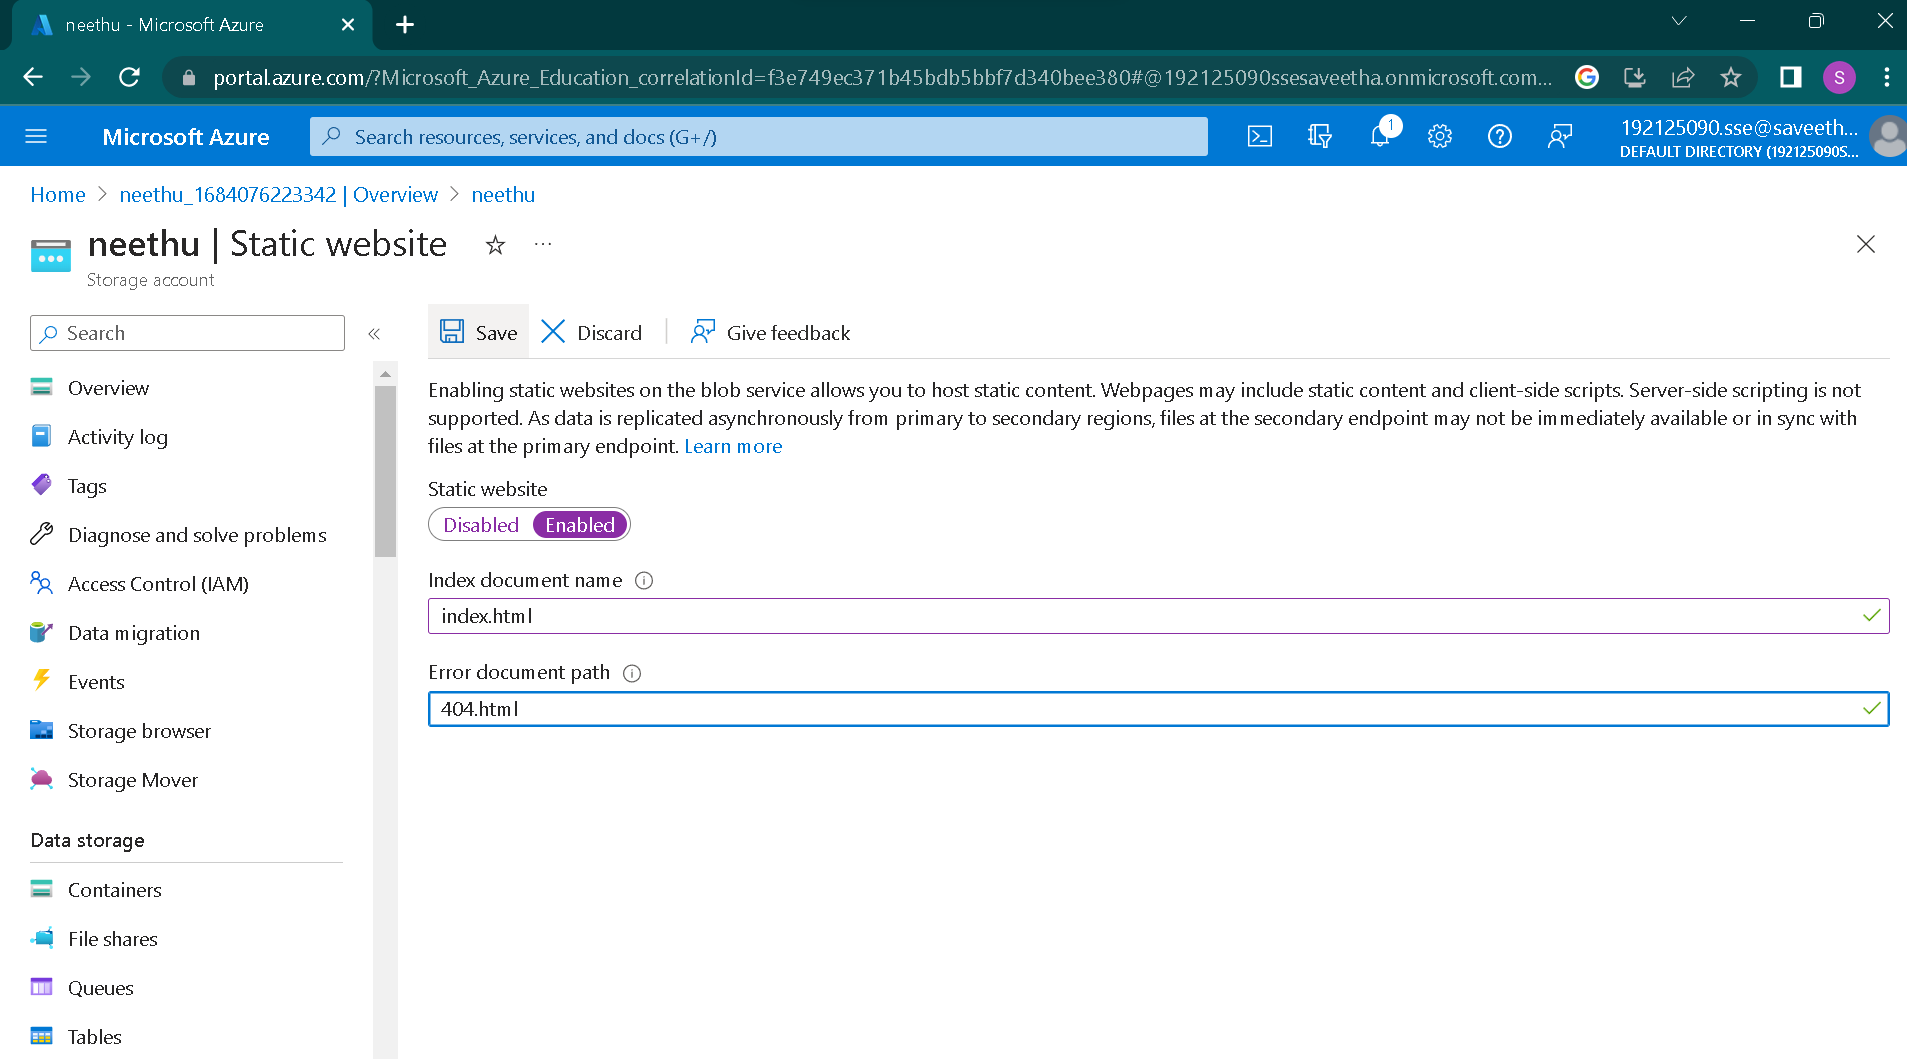 neethu - Microsoft Azure
portal.azure.com/?Microsoft_Azure_Education_correlationId=f3e749ec371b45bdb5bbf7d340bee380#@192125090ssesaveetha.onmicrosoft.com...
S
Microsoft Azure
Search resources, services, and docs (G+/)
1
192125090.sse@saveeth...
DEFAULT DIRECTORY (192125090S...
Home > neethu_1684076223342 | Overview > neethu
neethu | Static website
Storage account
Search
Save
Discard
Give feedback
Overview
Activity log
Tags
Diagnose and solve problems
Access Control (IAM)
Data migration
Events
Storage browser
Storage Mover
Data storage
Containers
File shares
Queues
Tables
Enabling static websites on the blob service allows you to host static content. Webpages may include static content and client-side scripts. Server-side scripting is not
supported. As data is replicated asynchronously from primary to secondary regions, files at the secondary endpoint may not be immediately available or in sync with
files at the primary endpoint. Learn more
Static website
Disabled Enabled
Index document name
index.html
Error document path
404.html